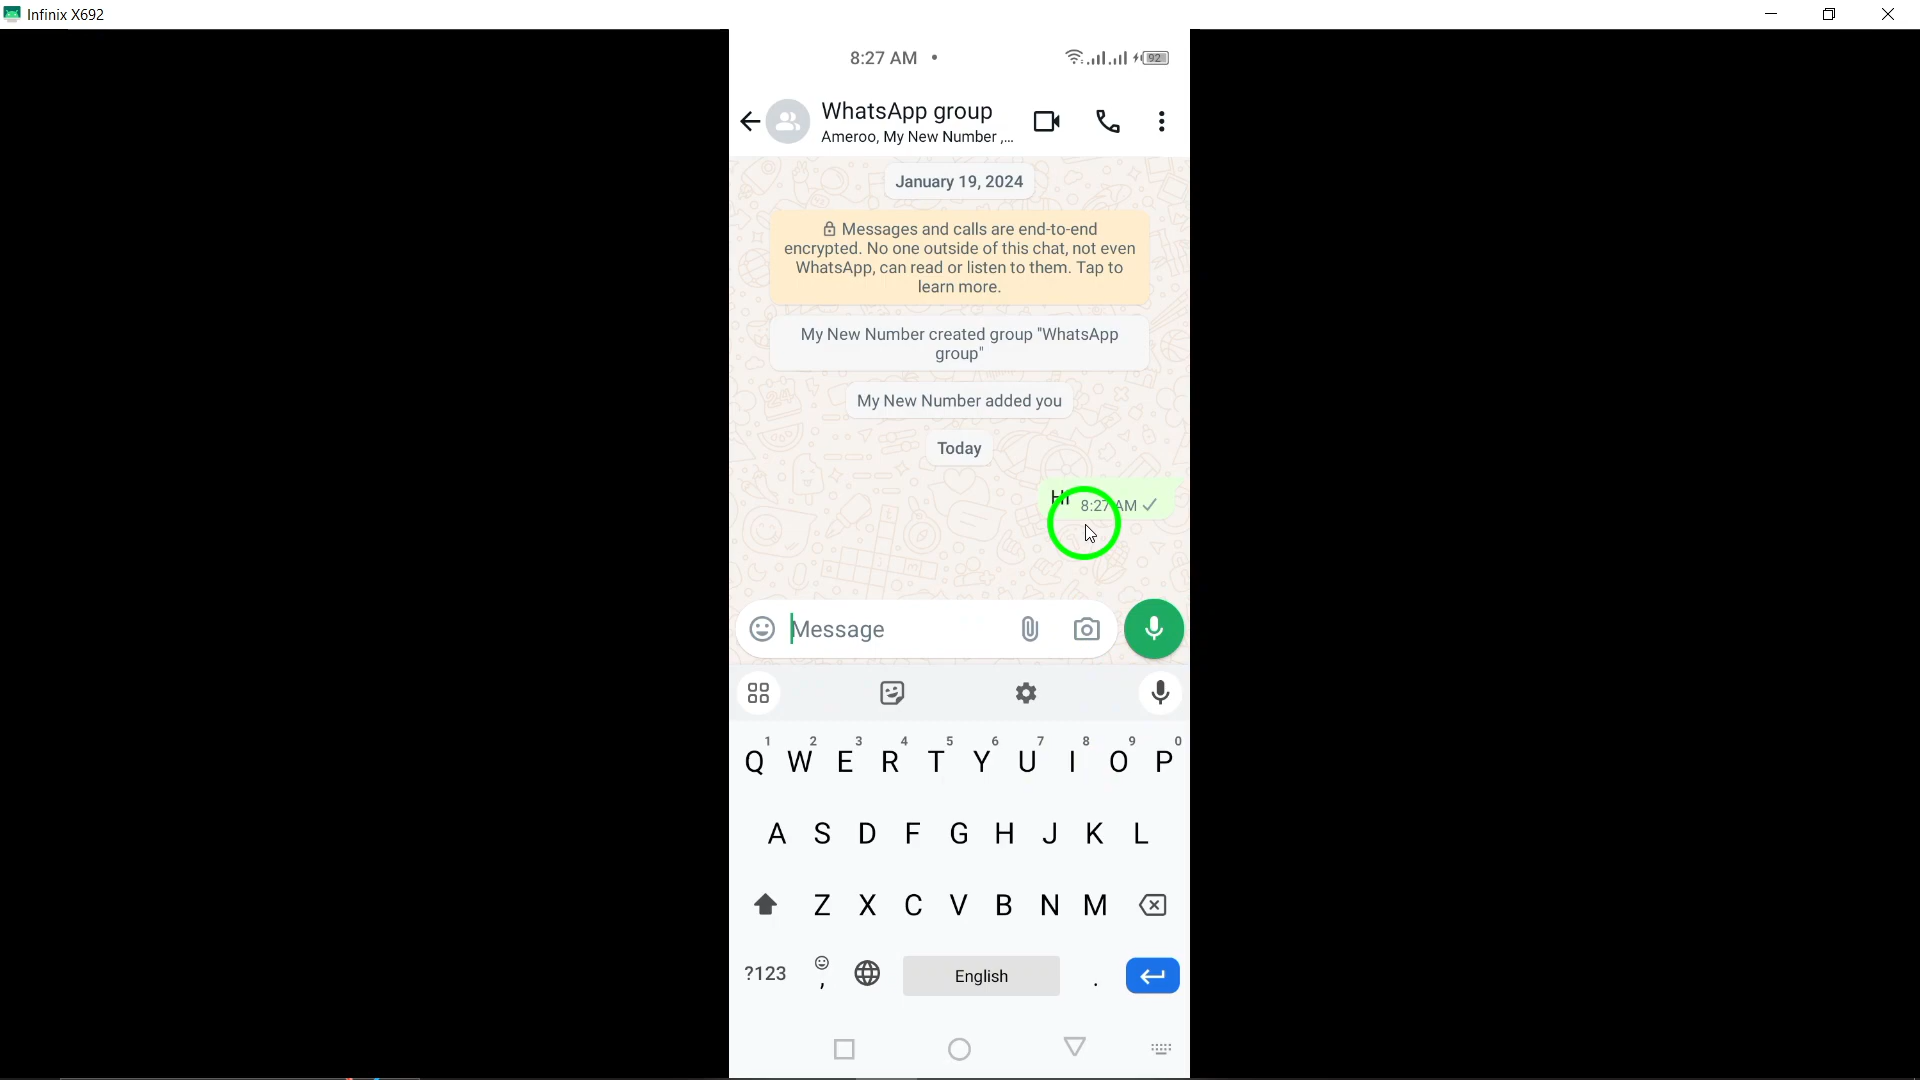 Infinix X692
8:27 AM •
92
WhatsApp group
Ameroo, My New Number ,...
January 19, 2024
Messages and calls are end-to-end
encrypted. No one outside of this chat, not even
WhatsApp, can read or listen to them. Tap to
learn more.
My New Number created group "WhatsApp
group"
My New Number added you
Today
Hi 8:27 AM
Message
1 2 3 4 5 6 7 8 9 0
Q W E R T Y U I O P
A S D F G H J K L
Z X C V B N M
?123 , English .